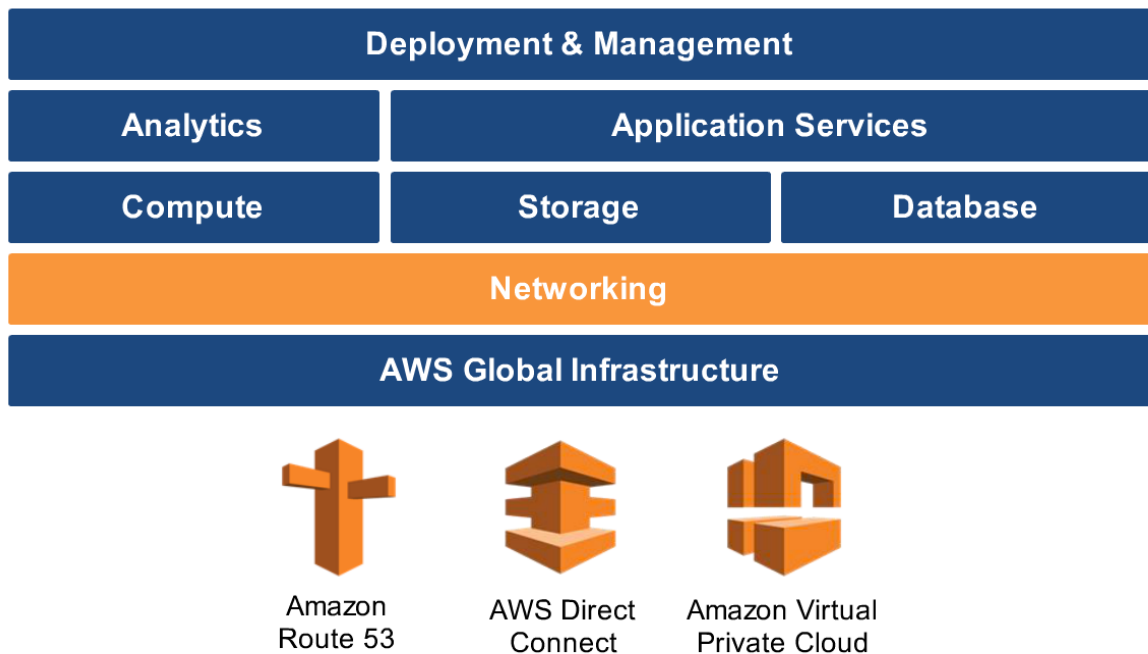 Deployment & Management
Analytics
Application Services
Compute
Storage
Database
Networking
AWS Global Infrastructure
Amazon
Route 53
AWS Direct
Connect
Amazon Virtual
Private Cloud